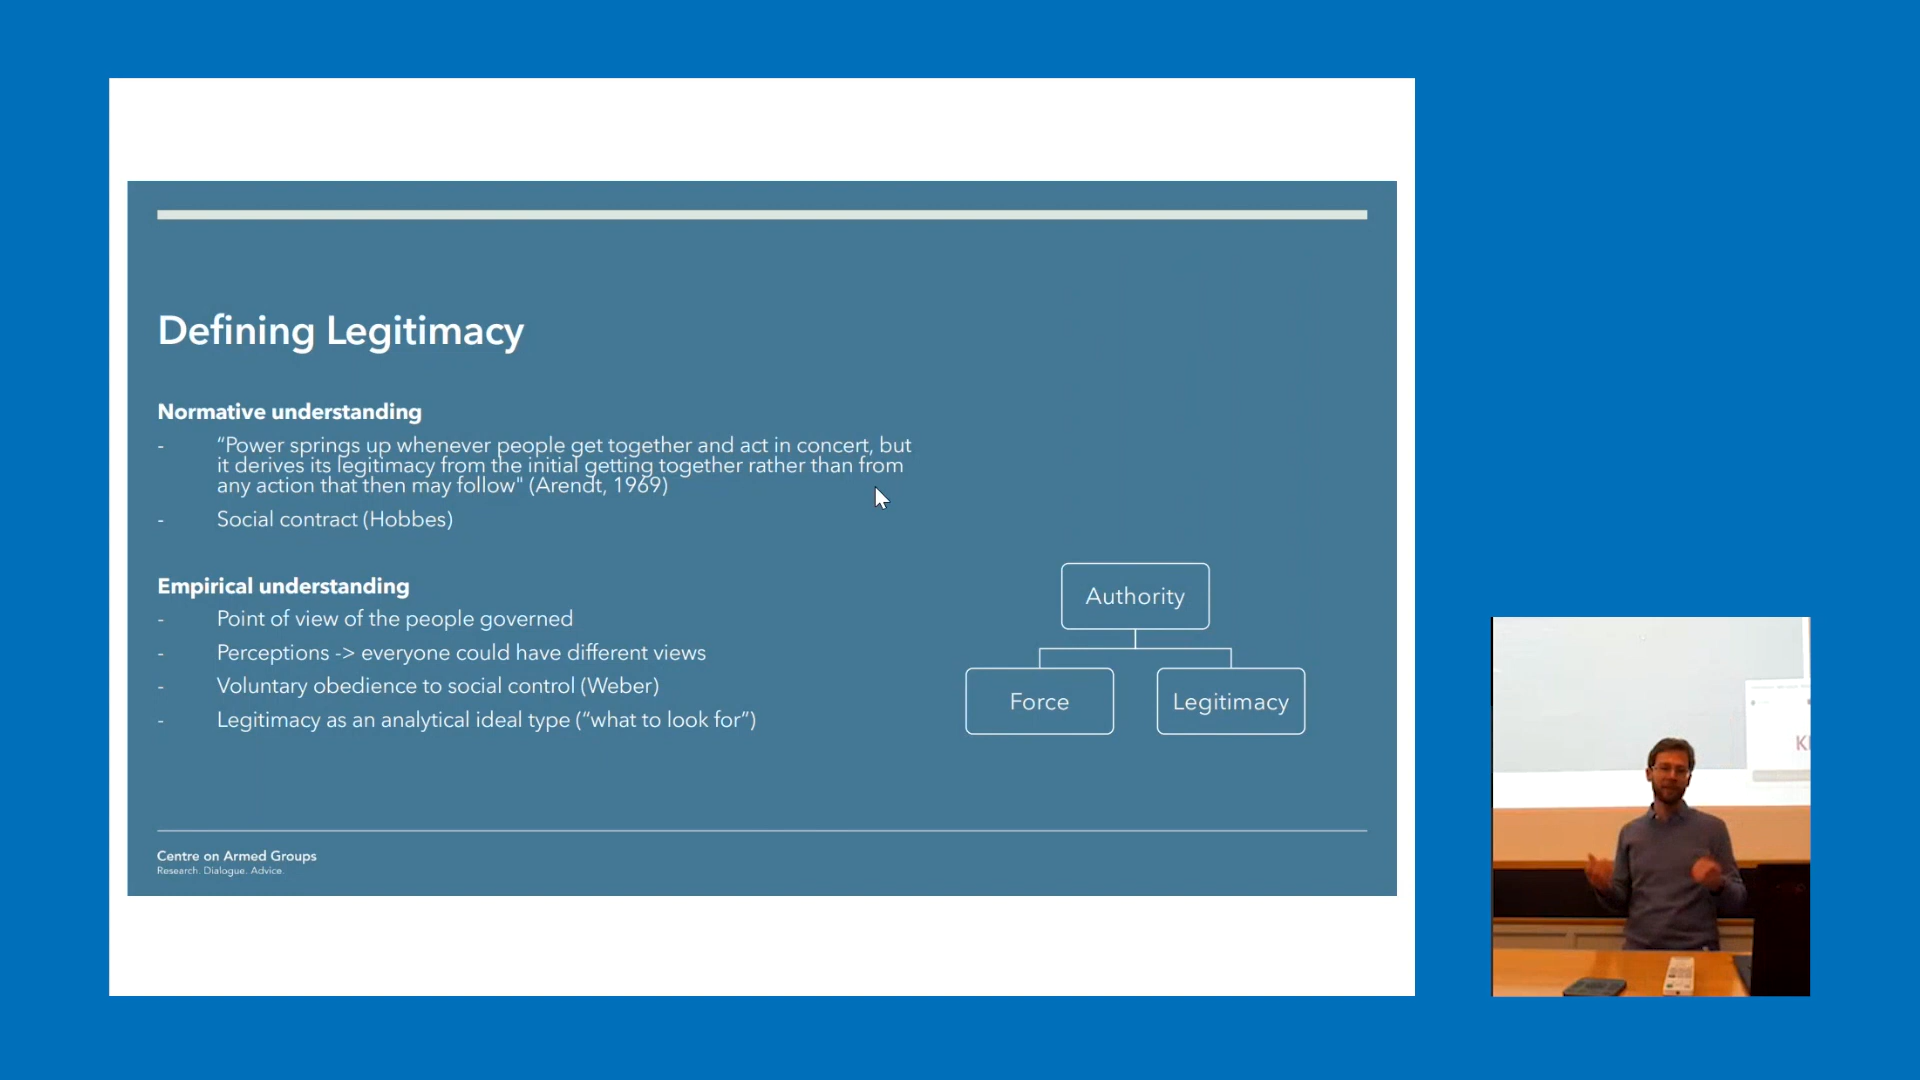 Defining Legitimacy
Normative understanding
- “Power springs up whenever people get together and act in concert, but
it derives its legitimacy from the initial getting together rather than from
any action that then may follow" (Arendt, 1969)
- Social contract (Hobbes)
Empirical understanding
- Point of view of the people governed
- Perceptions -> everyone could have different views
- Voluntary obedience to social control (Weber)
- Legitimacy as an analytical ideal type (“what to look for”)
Authority
Force
Legitimacy
Centre on Armed Groups
Research. Dialogue. Advice.